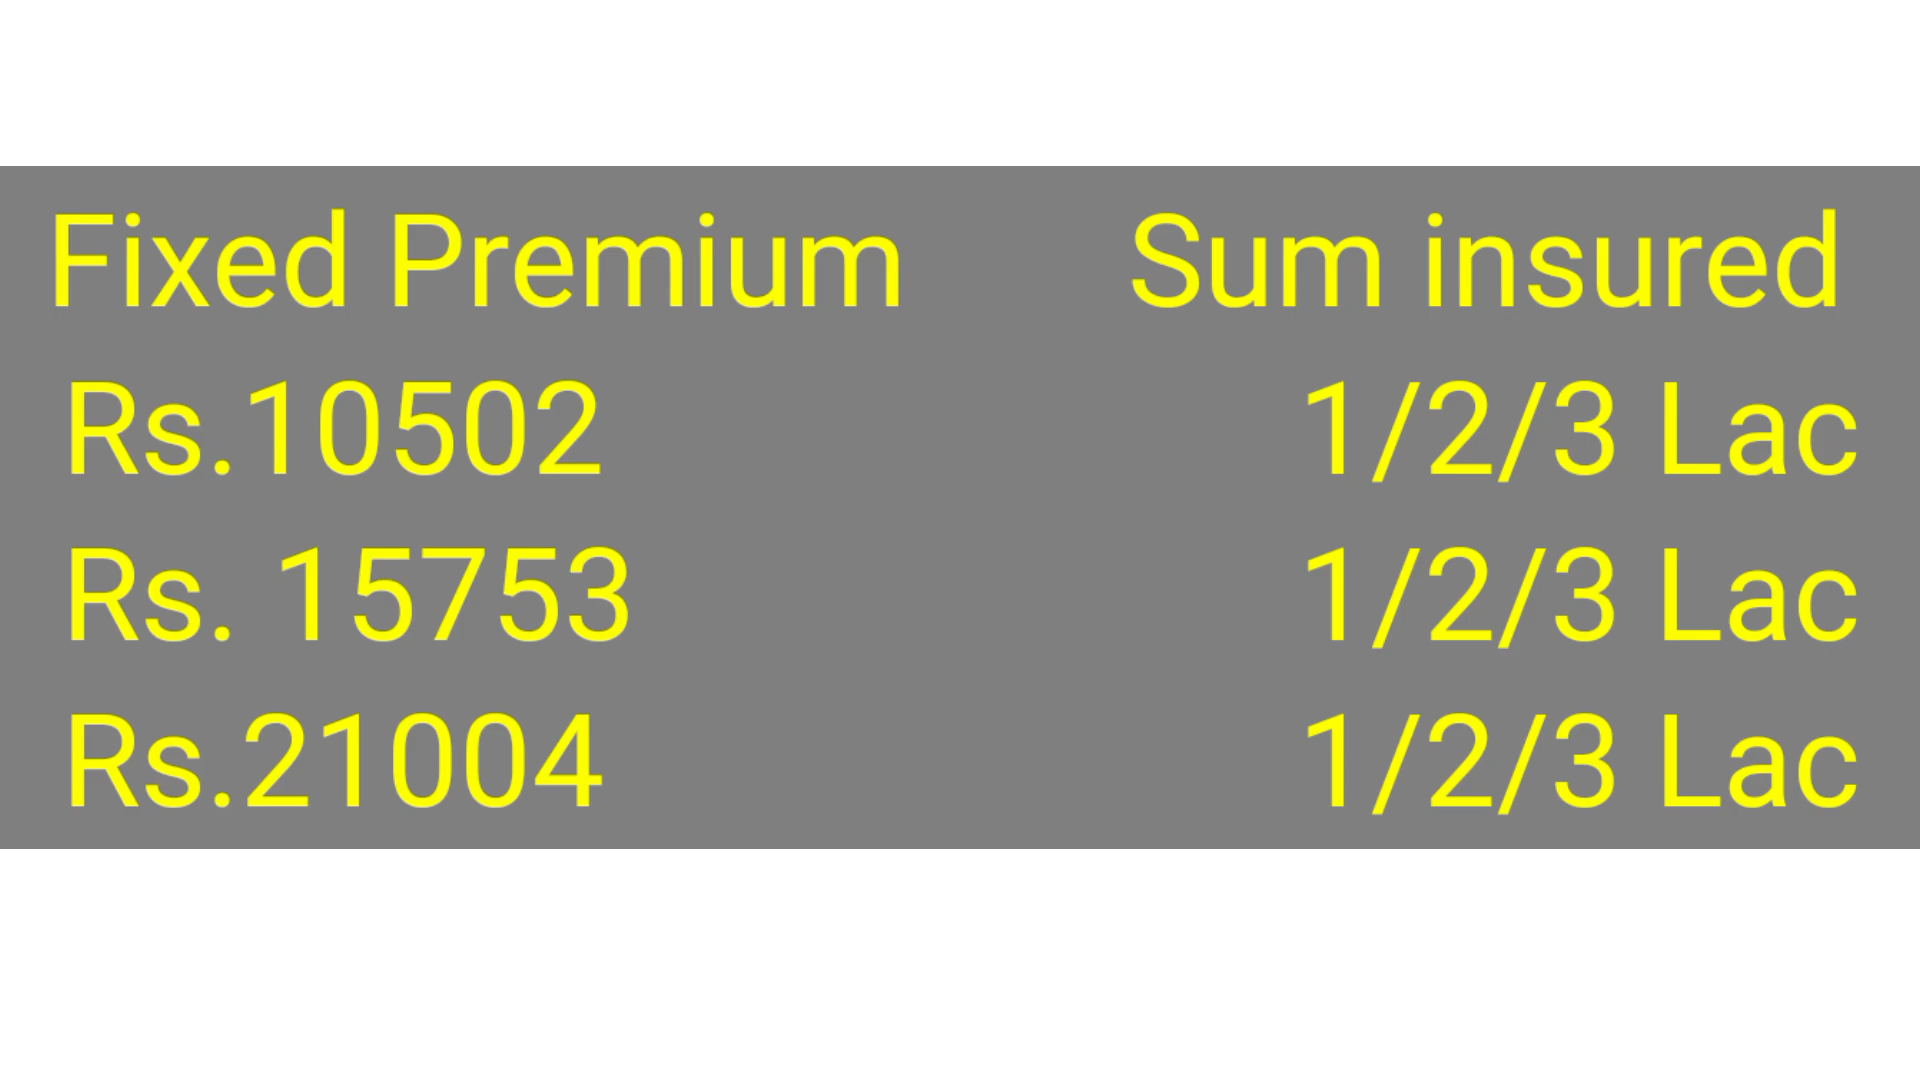 Fixed Premium Sum insured
Rs.10502 1/2/3 Lac
Rs. 15753 1/2/3 Lac
Rs.21004 1/2/3 Lac